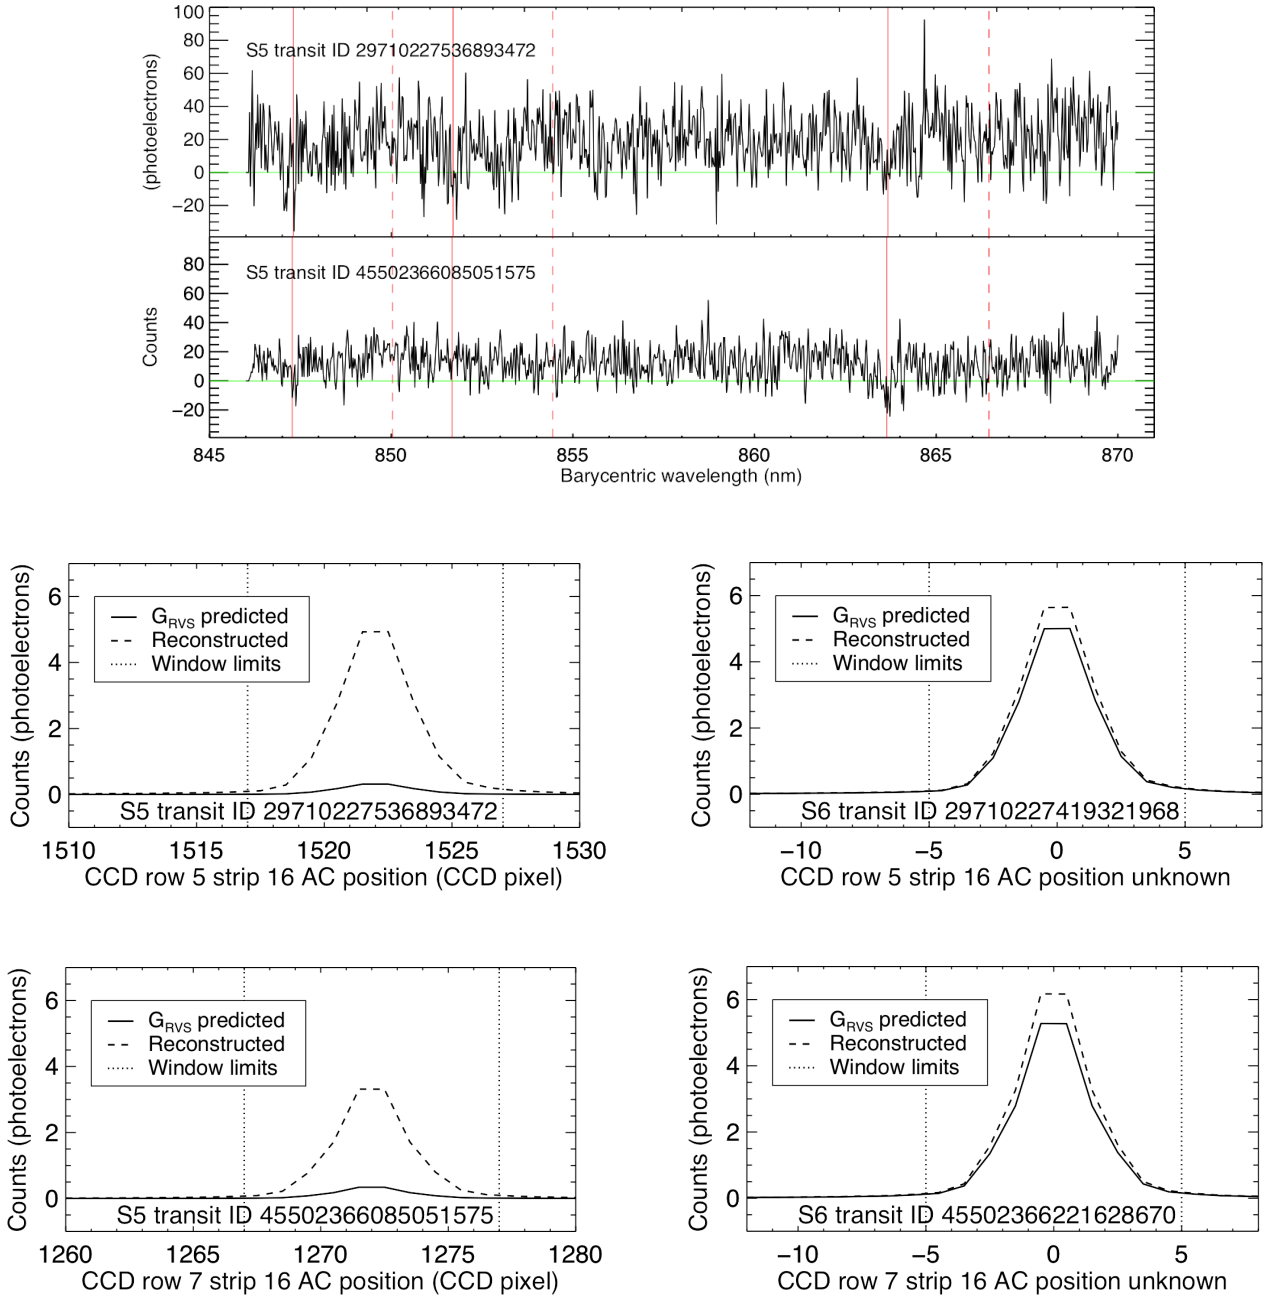 100
80
60
40
20
0
−20
(photoelectrons)
S5 transit ID 29710227536893472
80
60
40
20
0
−20
Counts
S5 transit ID 45502366085051575
845 850 855 860 865 870
Barycentric wavelength (nm)
6
4
2
0
Counts (photoelectrons)
GRVS predicted
Reconstructed
Window limits
S5 transit ID 29710227536893472
1510 1515 1520 1525 1530
CCD row 5 strip 16 AC position (CCD pixel)
6
4
2
0
Counts (photoelectrons)
GRVS predicted
Reconstructed
Window limits
S6 transit ID 29710227419321968
−10 −5 0 5
CCD row 5 strip 16 AC position unknown
6
4
2
0
Counts (photoelectrons)
GRVS predicted
Reconstructed
Window limits
S5 transit ID 45502366085051575
1260 1265 1270 1275 1280
CCD row 7 strip 16 AC position (CCD pixel)
6
4
2
0
Counts (photoelectrons)
GRVS predicted
Reconstructed
Window limits
S6 transit ID 45502366221628670
−10 −5 0 5
CCD row 7 strip 16 AC position unknown